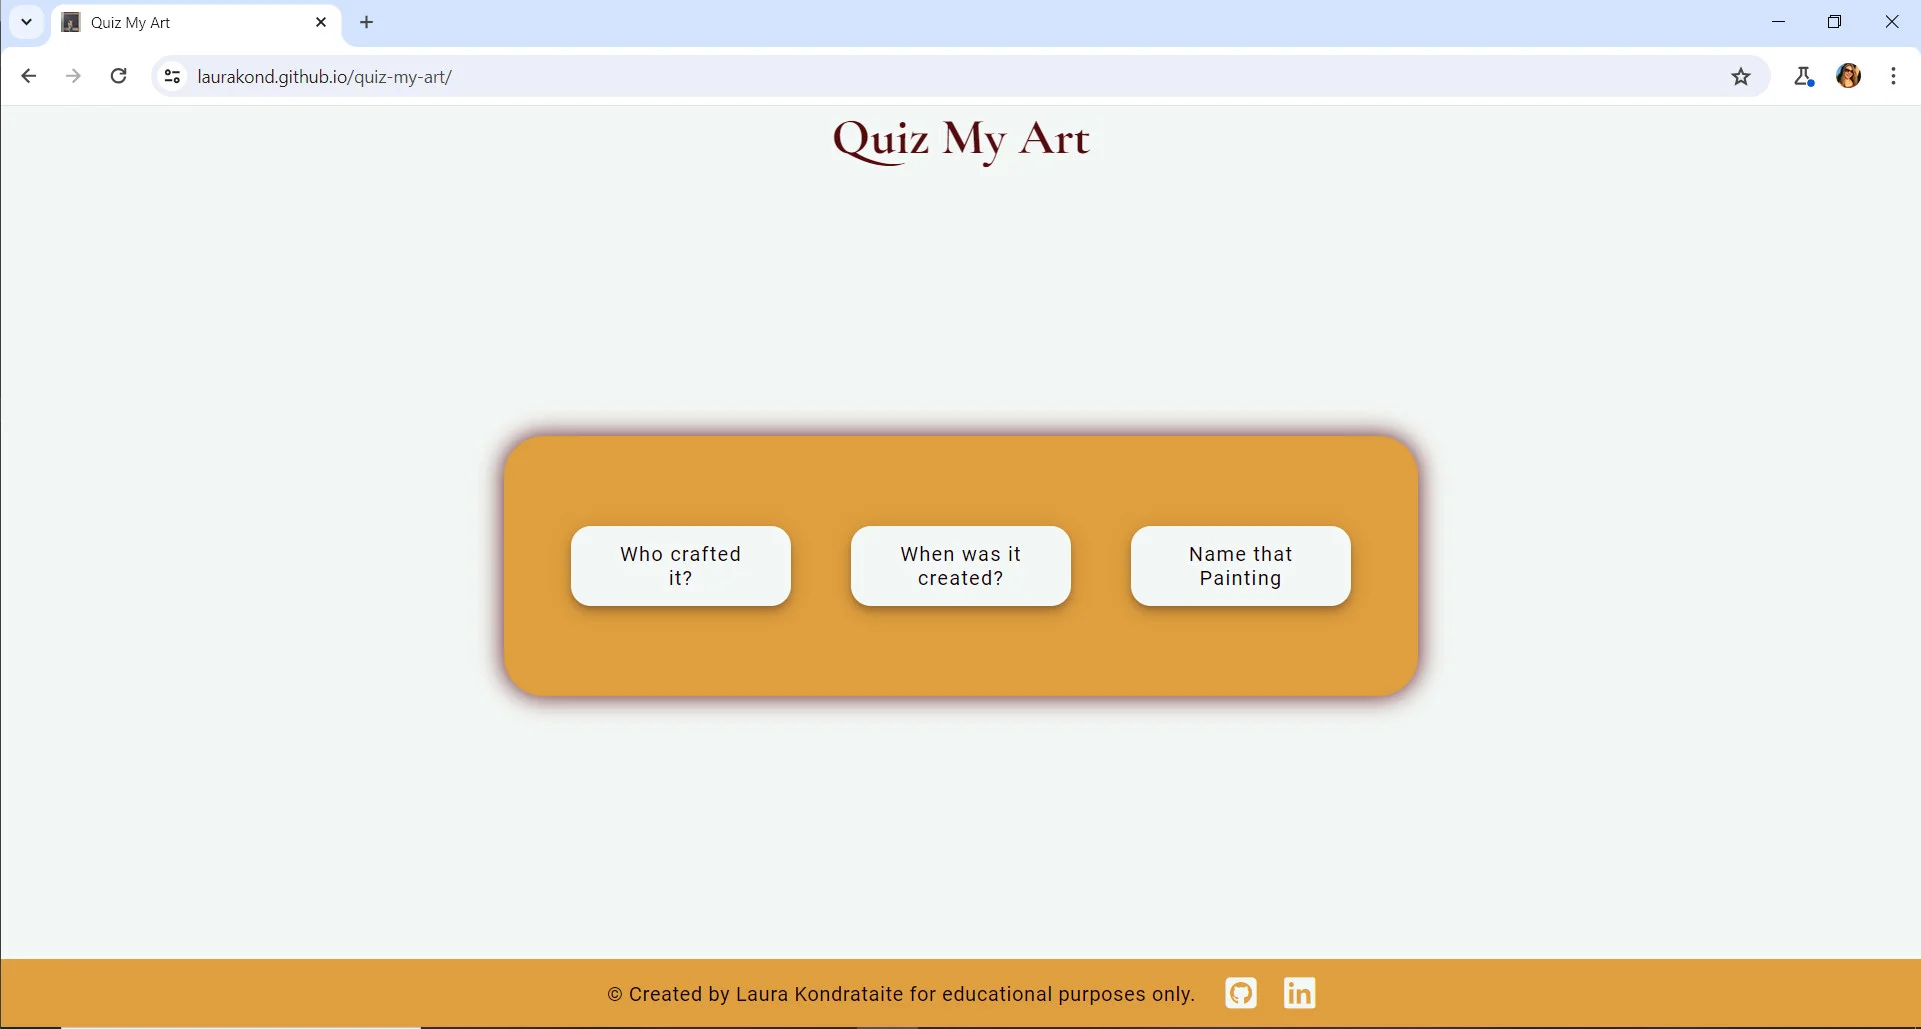 Quiz My Art
laurakond.github.io/quiz-my-art/
Quiz My Art
Who crafted
it?
When was it
created?
Name that
Painting
© Created by Laura Kondrataite for educational purposes only.
in